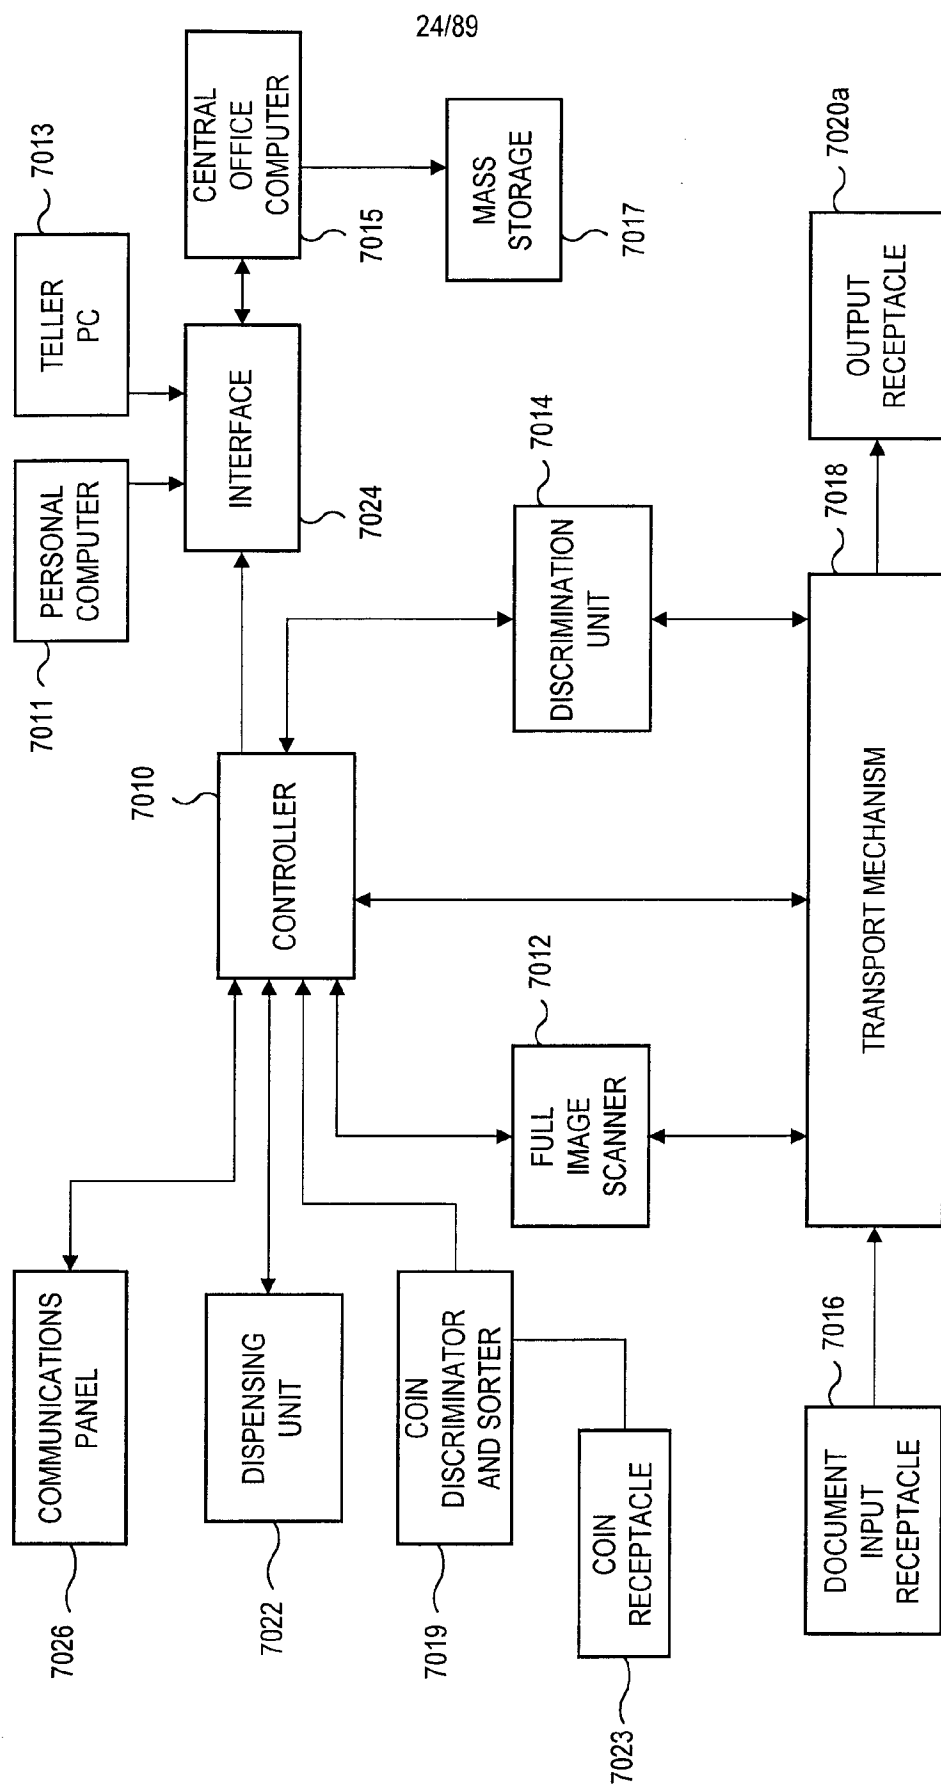 24/89
COMMUNICATIONS
PANEL
7026
DISPENSING
UNIT
7022
COIN
DISCRIMINATOR
AND SORTER
7019
COIN
RECEPTACLE
7023
DOCUMENT
INPUT
RECEPTACLE
7016
FULL
IMAGE
SCANNER
7012
CONTROLLER
7010
PERSONAL
COMPUTER
7011
TELLER
PC
7013
INTERFACE
7024
CENTRAL
OFFICE
COMPUTER
7015
MASS
STORAGE
7017
DISCRIMINATION
UNIT
7014
TRANSPORT MECHANISM
7018
OUTPUT
RECEPTACLE
7020a